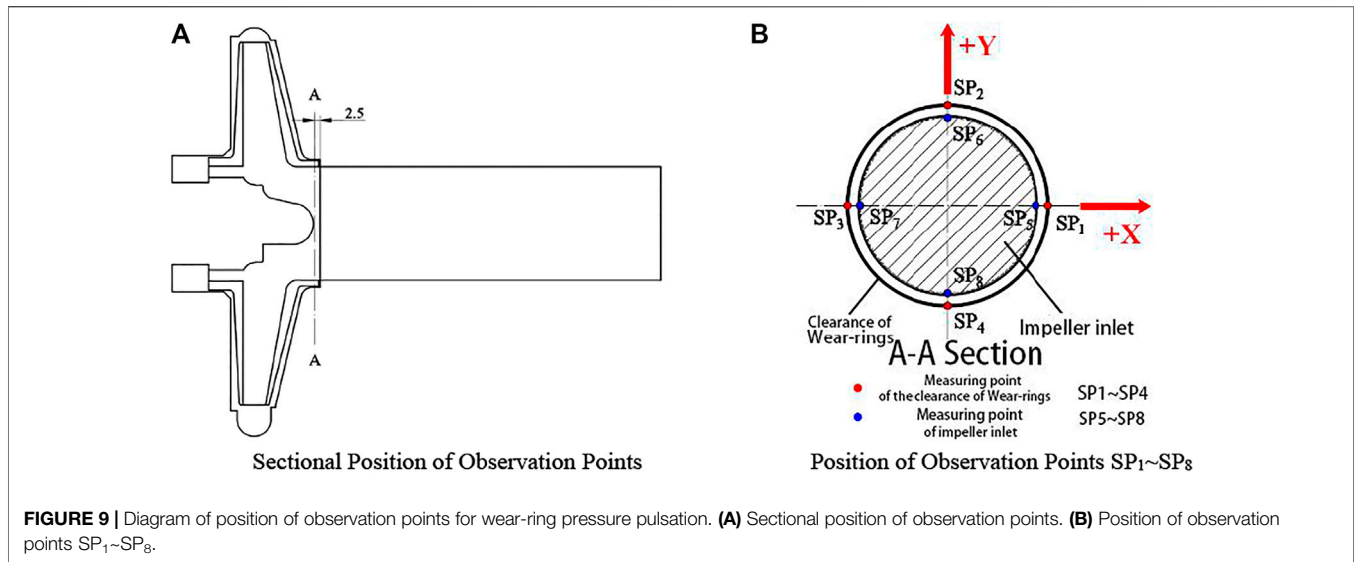 A
A
2.5
A
Sectional Position of Observation Points
B
+Y
SP₂
SP₆
SP₃
SP₇
SP₅
SP₁
+X
SP₈
SP₄
Clearance of
Wear-rings
Impeller inlet
A-A Section
Measuring point
of the clearance of Wear-rings
SP1~SP4
Measuring point
of impeller inlet
SP5~SP8
Position of Observation Points SP₁~SP₈
FIGURE 9 | Diagram of position of observation points for wear-ring pressure pulsation. (A) Sectional position of observation points. (B) Position of observation
points SP₁~SP₈.